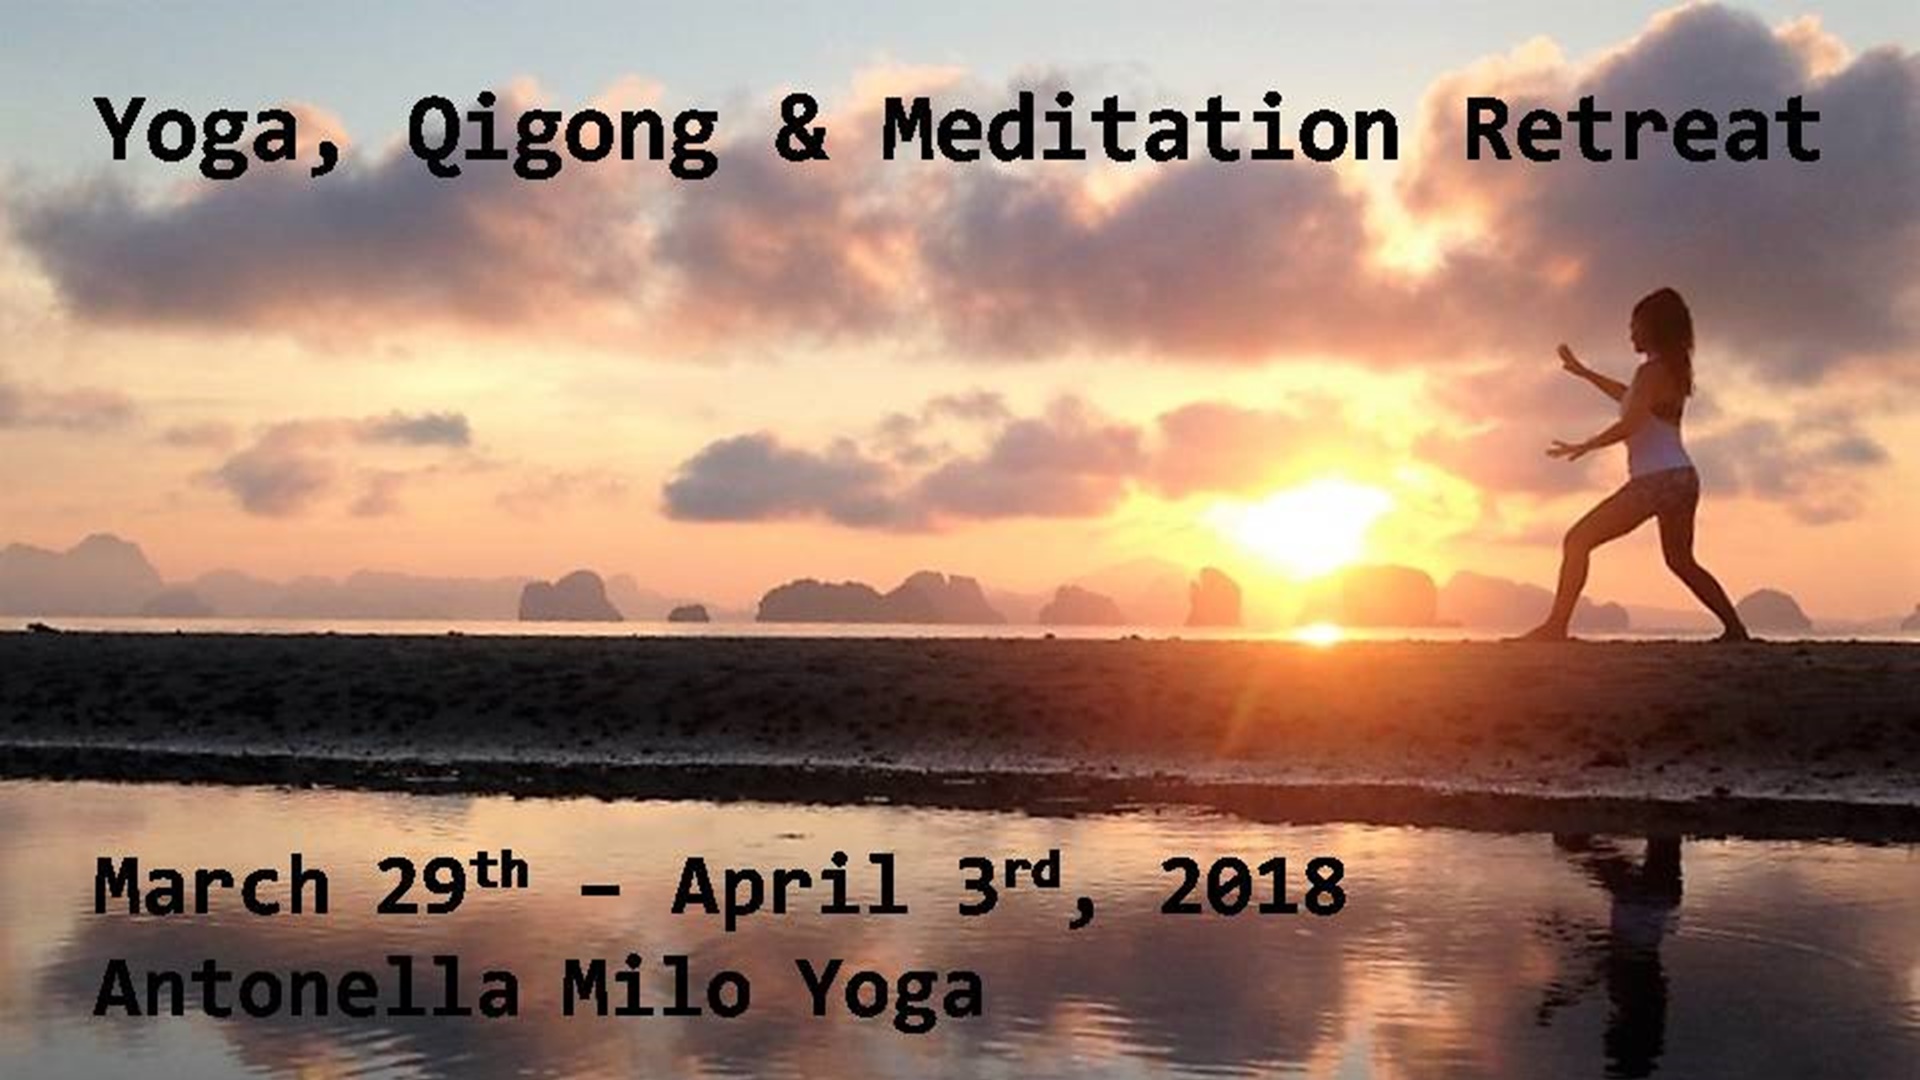 Yoga, Qigong & Meditation Retreat
March 29th – April 3rd, 2018
Antonella Milo Yoga